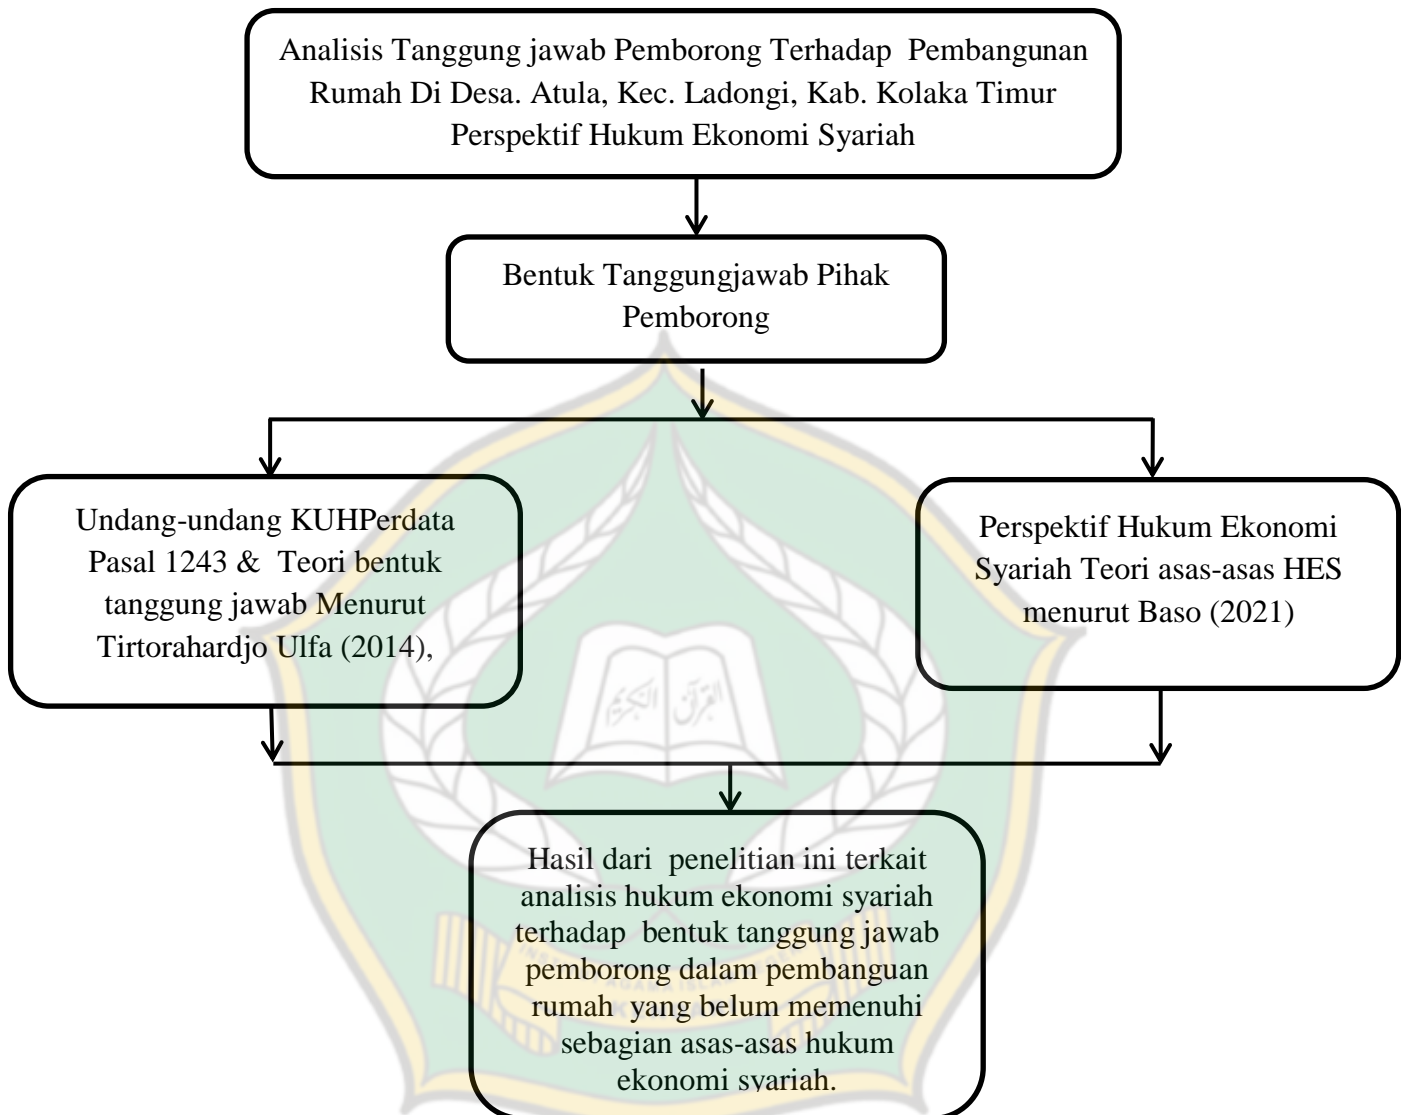 Analisis Tanggung jawab Pemborong Terhadap Pembangunan
Rumah Di Desa. Atula, Kec. Ladongi, Kab. Kolaka Timur
Perspektif Hukum Ekonomi Syariah
Bentuk Tanggungjawab Pihak
Pemborong
Undang-undang KUHPerdata
Pasal 1243 & Teori bentuk
tanggung jawab Menurut
Tirtorahardjo Ulfa (2014),
Perspektif Hukum Ekonomi
Syariah Teori asas-asas HES
menurut Baso (2021)
القرآن الكريم
Hasil dari penelitian ini terkait
analisis hukum ekonomi syariah
terhadap bentuk tanggung jawab
pemborong dalam pembanguan
rumah yang belum memenuhi
sebagian asas-asas hukum
ekonomi syariah.